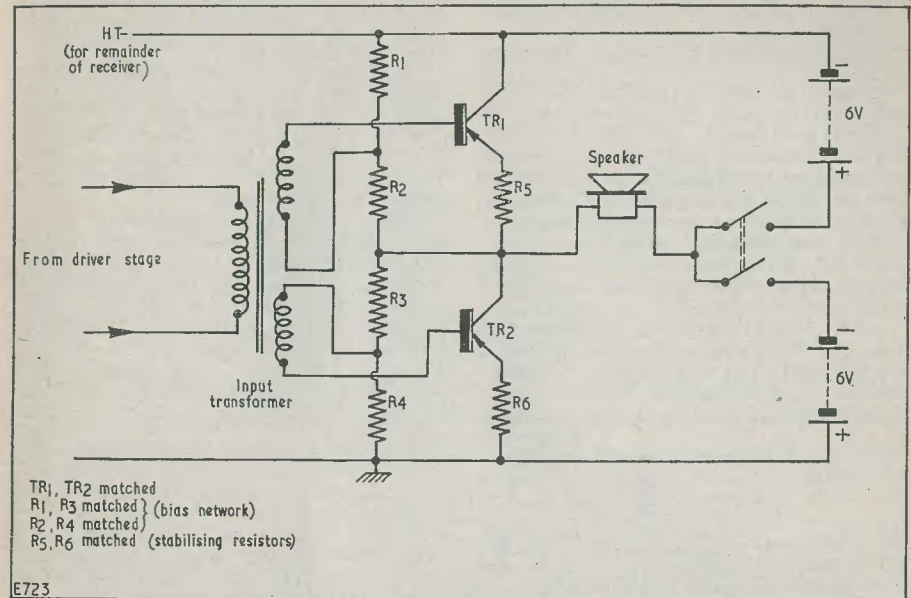 HT-
(for remainder
of receiver)
R1
TR1
R2
R5
Speaker
-
6V
+
From driver stage
R3
TR2
Input
transformer
R4
R6
-
6V
+
TR1, TR2 matched
R1, R3 matched } (bias network)
R2, R4 matched }
R5, R6 matched (stabilising resistors)
E723